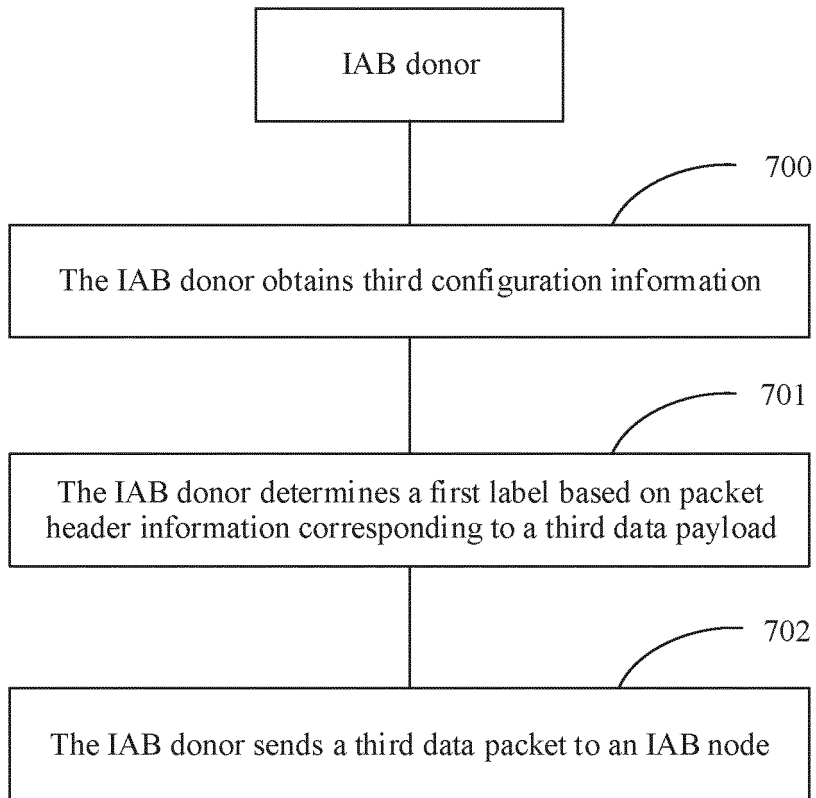 IAB donor
700
The IAB donor obtains third configuration information
701
The IAB donor determines a first label based on packet
header information corresponding to a third data payload
702
The IAB donor sends a third data packet to an IAB node